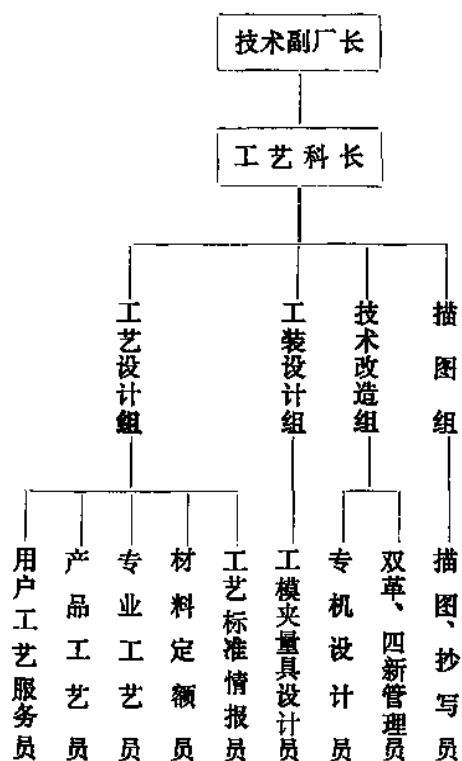 技术副厂长
工艺科长
工艺设计组
工装设计组
技术改造组
描图组
用户工艺服务员
产品工艺员
专业工艺员
材料定额员
工艺标准情报员
工模夹量具设计员
专机设计员
双革、四新管理员
描图、抄写员